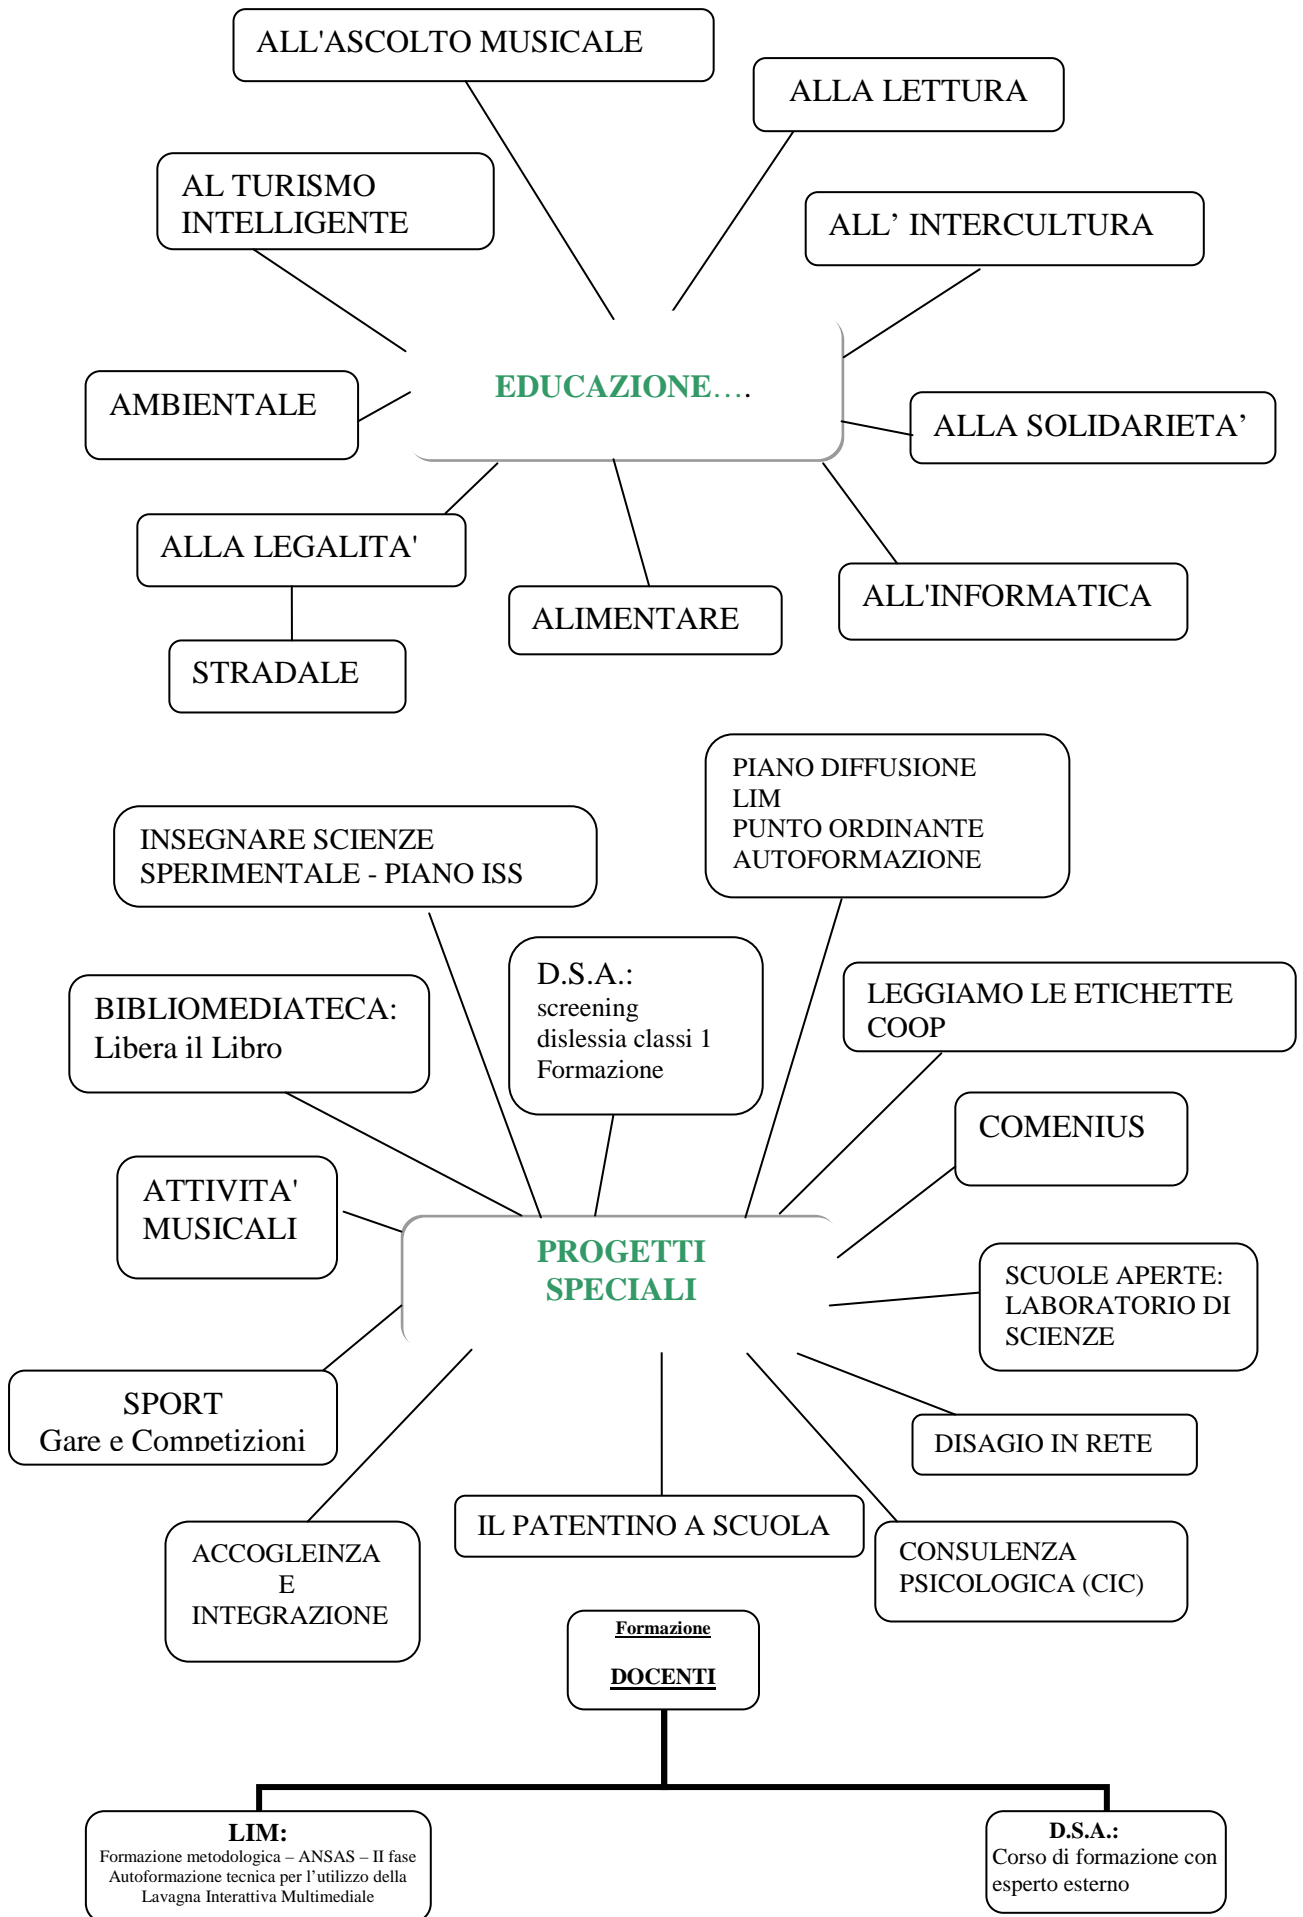 ALL'ASCOLTO MUSICALE
ALLA LETTURA
AL TURISMO
INTELLIGENTE
ALL’ INTERCULTURA
EDUCAZIONE….
AMBIENTALE
ALLA SOLIDARIETA’
ALLA LEGALITA'
ALL'INFORMATICA
ALIMENTARE
STRADALE
PIANO DIFFUSIONE
LIM
PUNTO ORDINANTE
AUTOFORMAZIONE
INSEGNARE SCIENZE
SPERIMENTALE - PIANO ISS
D.S.A.:
screening
dislessia classi 1
Formazione
BIBLIOMEDIATECA:
Libera il Libro
LEGGIAMO LE ETICHETTE
COOP
COMENIUS
ATTIVITA'
MUSICALI
PROGETTI
SPECIALI
SCUOLE APERTE:
LABORATORIO DI
SCIENZE
SPORT
Gare e Competizioni
DISAGIO IN RETE
IL PATENTINO A SCUOLA
ACCOGLEINZA
E
INTEGRAZIONE
CONSULENZA
PSICOLOGICA (CIC)
Formazione
DOCENTI
LIM:
Formazione metodologica – ANSAS – II fase
Autoformazione tecnica per l’utilizzo della
Lavagna Interattiva Multimediale
D.S.A.:
Corso di formazione con
esperto esterno